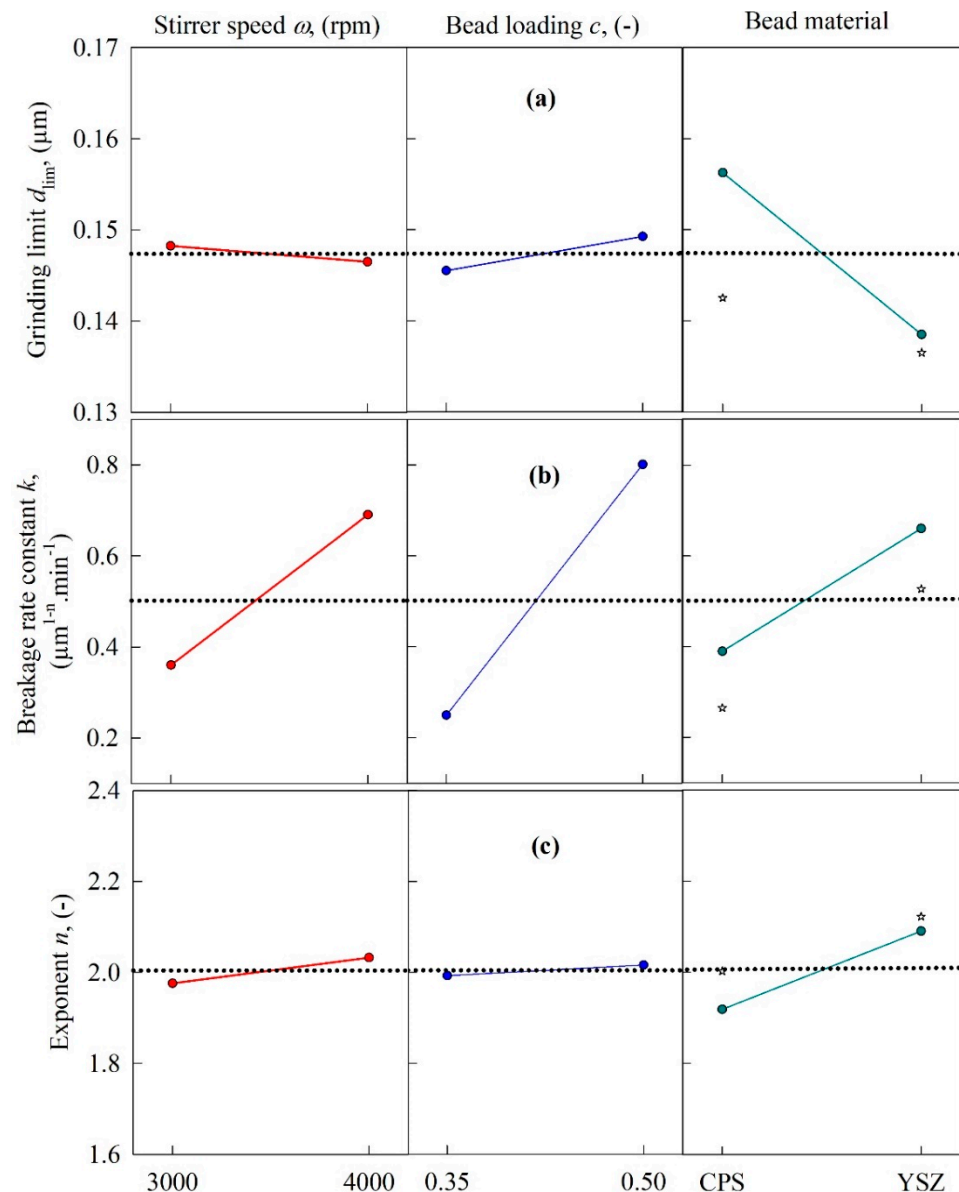 Stirrer speed ω, (rpm)
Bead loading c, (-)
Bead material
(a)
Grinding limit dlim, (μm)
0.17
0.16
0.15
0.14
0.13
(b)
Breakage rate constant k,
(μm1-n.min-1)
0.8
0.6
0.4
0.2
(c)
Exponent n, (-)
2.4
2.2
2.0
1.8
1.6
3000
4000
0.35
0.50
CPS
YSZ